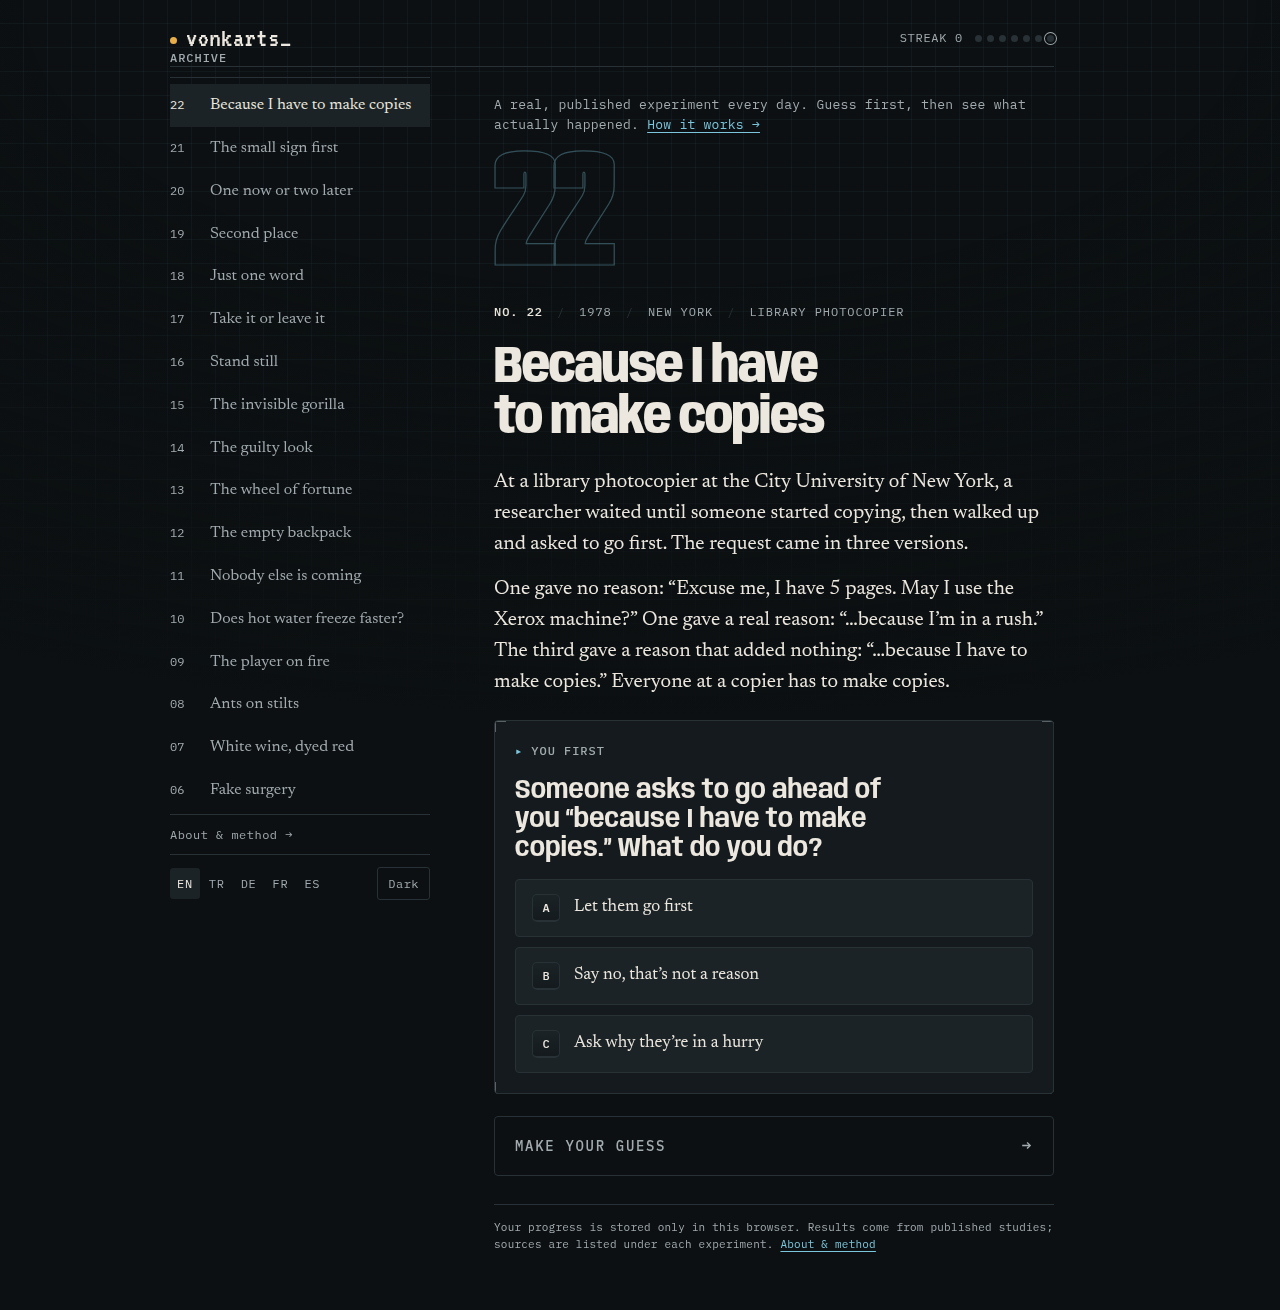 vonkarts_
STREAK 0
ARCHIVE
22 Because I have to make copies
21 The small sign first
20 One now or two later
19 Second place
18 Just one word
17 Take it or leave it
16 Stand still
15 The invisible gorilla
14 The guilty look
13 The wheel of fortune
12 The empty backpack
11 Nobody else is coming
10 Does hot water freeze faster?
09 The player on fire
08 Ants on stilts
07 White wine, dyed red
06 Fake surgery
About & method →
EN TR DE FR ES Dark
A real, published experiment every day. Guess first, then see what
actually happened. How it works →
22
NO. 22 / 1978 / NEW YORK / LIBRARY PHOTOCOPIER
Because I have
to make copies
At a library photocopier at the City University of New York, a
researcher waited until someone started copying, then walked up
and asked to go first. The request came in three versions.
One gave no reason: “Excuse me, I have 5 pages. May I use the
Xerox machine?” One gave a real reason: “…because I’m in a rush.”
The third gave a reason that added nothing: “…because I have to
make copies.” Everyone at a copier has to make copies.
▸ YOU FIRST
Someone asks to go ahead of
you “because I have to make
copies.” What do you do?
A Let them go first
B Say no, that’s not a reason
C Ask why they’re in a hurry
MAKE YOUR GUESS →
Your progress is stored only in this browser. Results come from published studies;
sources are listed under each experiment. About & method